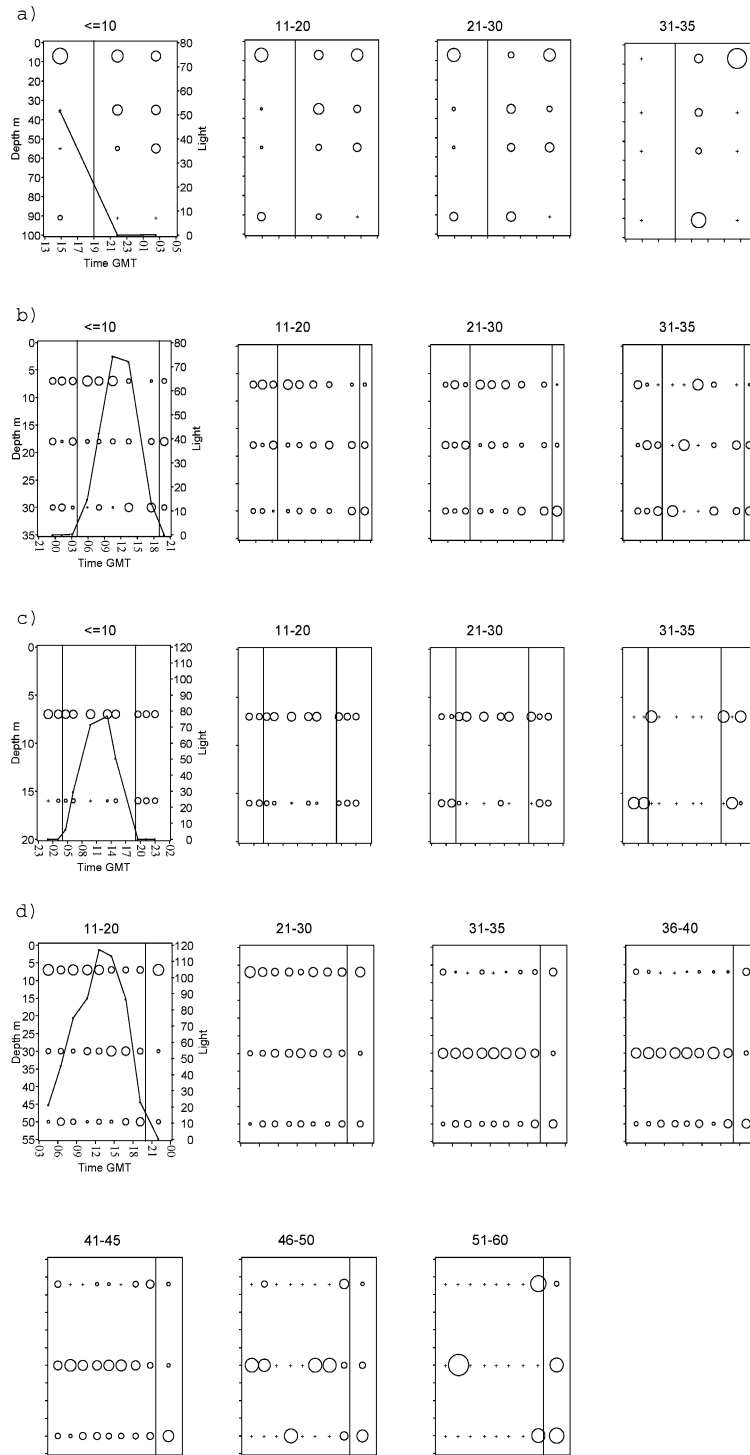 a)
<=10 11-20 21-30 31-35
0 80
10 70
20 60
30 50
40
50 40
60 30
70 20
80
90 10
100 0
Depth m
Light
13 15 17 19 21 23 01 03 05
Time GMT
b)
<=10 11-20 21-30 31-35
0 80
5 70
10 60
15 50
20 40
25 30
30 20
10
35 0
Depth m
Light
21 00 03 06 09 12 15 18 21
Time GMT
c)
<=10 11-20 21-30 31-35
0 120
110
100
5 90
80
70
10 60
50
40
15 30
20
10
20 0
Depth m
Light
23 02 05 08 11 14 17 20 23 02
Time GMT
d)
11-20 21-30 31-35 36-40
0 120
5 110
10 100
15 90
20 80
25 70
30 60
35 50
40 40
45 30
50 20
10
55 0
Depth m
Light
03 06 09 12 15 18 21 00
Time GMT
41-45 46-50 51-60